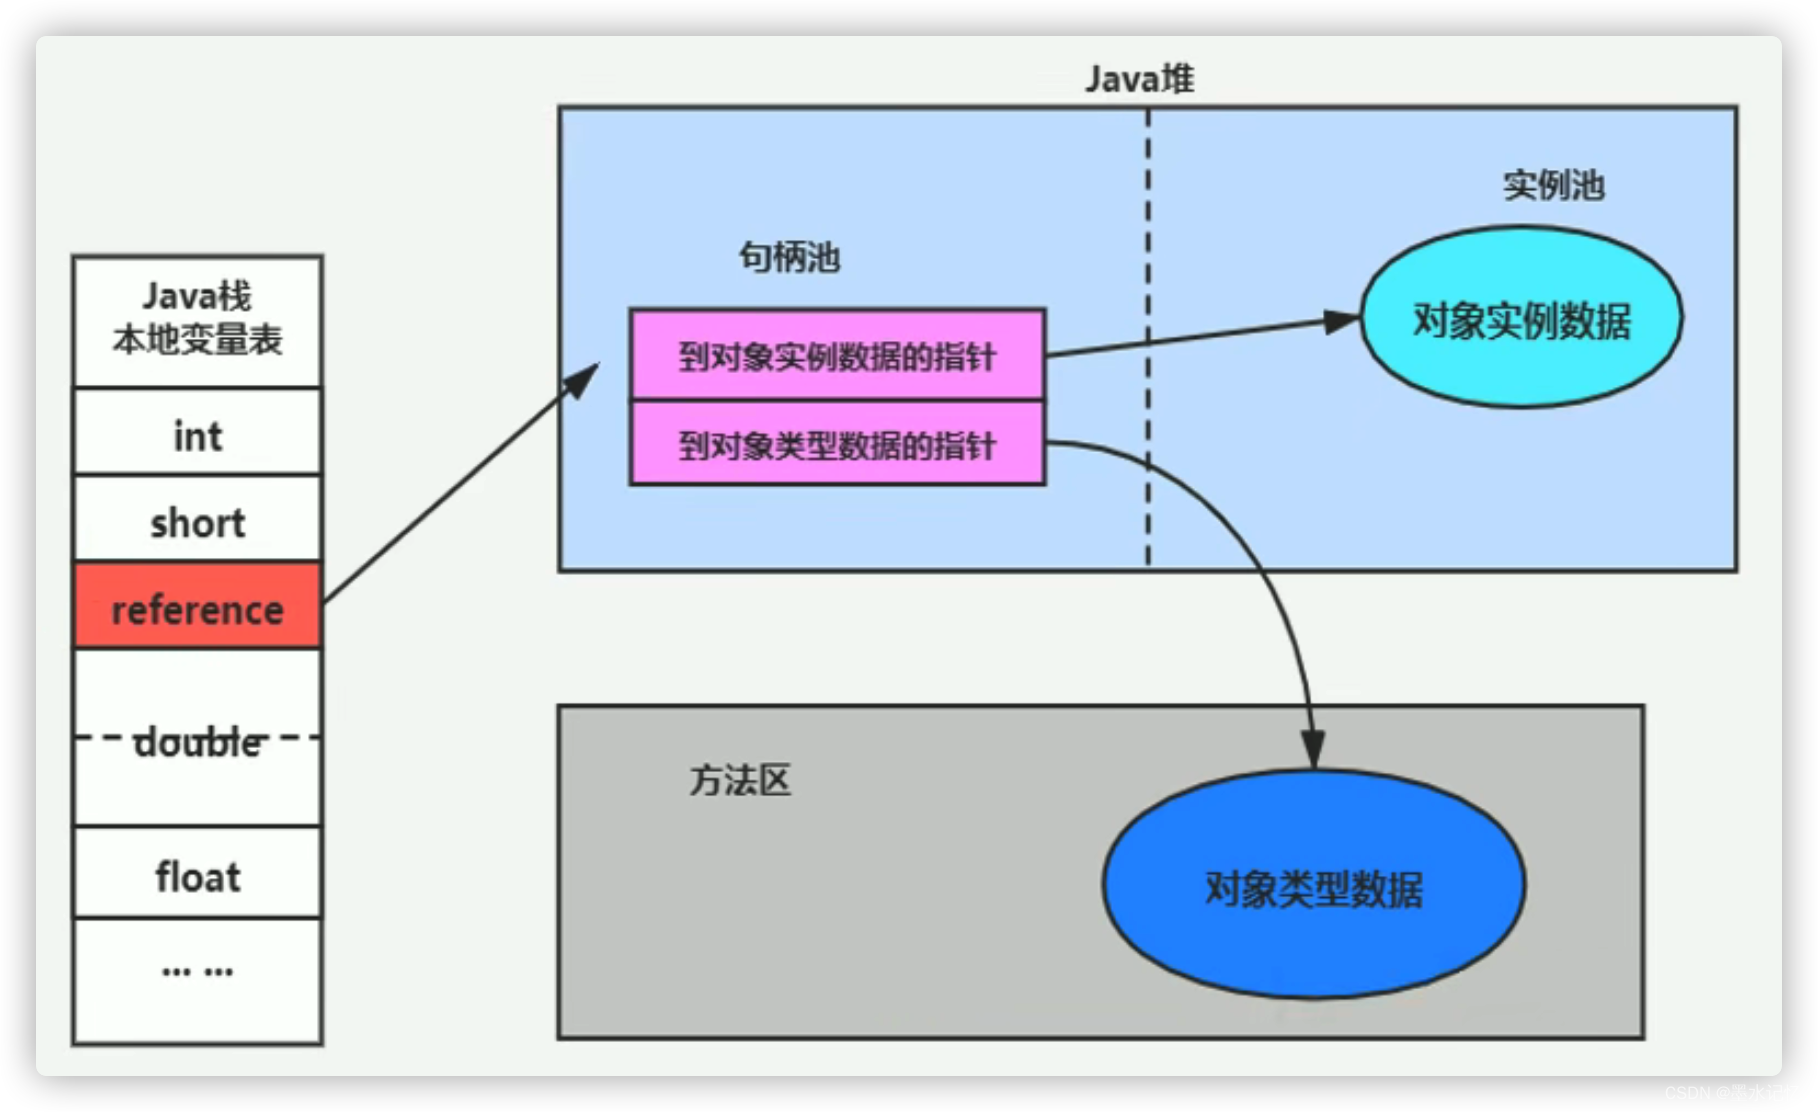 Java堆
实例池
句柄池
对象实例数据
到对象实例数据的指针
到对象类型数据的指针
Java栈
本地变量表
int
short
reference
double
float
... ...
方法区
对象类型数据
CSDN @墨水记